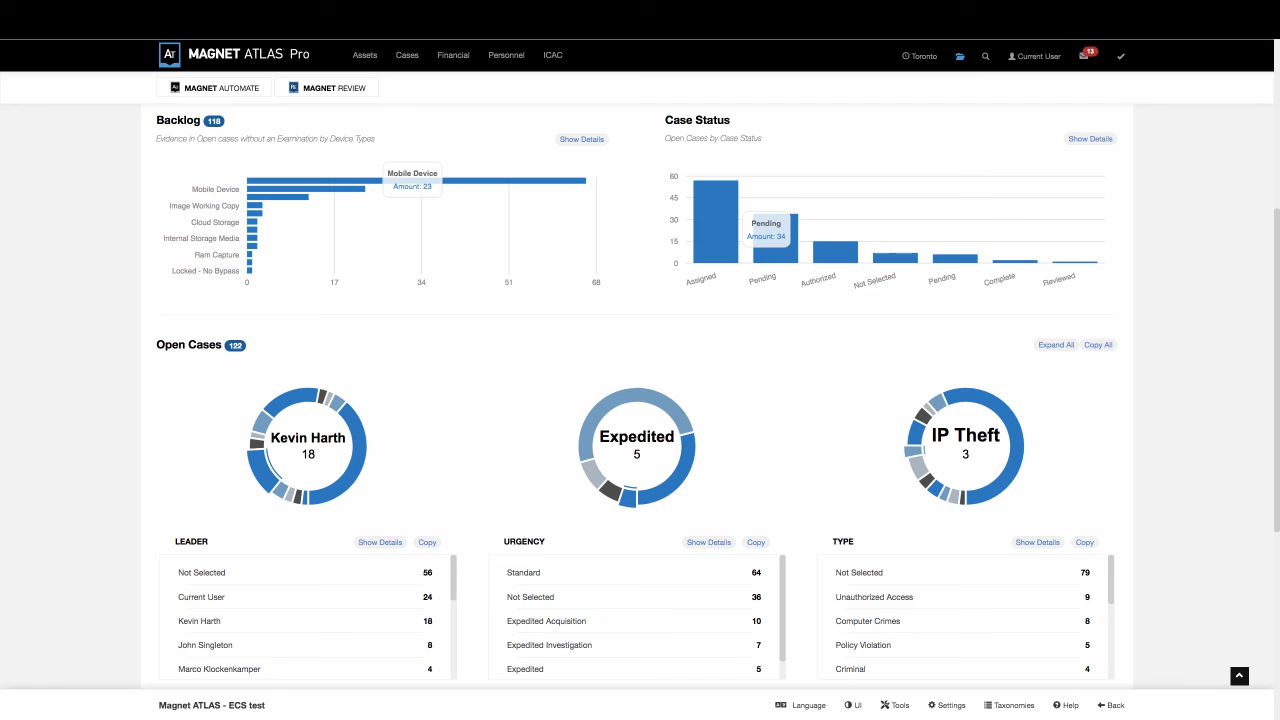 MAGNET ATLAS Pro
Assets Cases Financial Personnel ICAC
Toronto
Current User
13
MAGNET AUTOMATE
MAGNET REVIEW
Backlog 118
Evidence in Open cases without an Examination by Device Types
Show Details
Mobile Device
Amount: 23
Mobile Device
Image Working Copy
Cloud Storage
Internal Storage Media
Ram Capture
Locked - No Bypass
0 17 34 51 68
Case Status
Open Cases by Case Status
Show Details
60
45
30
15
0
Pending
Amount: 34
Assigned Pending Authorized Not Selected Pending Complete Reviewed
Open Cases 122
Expand All Copy All
Kevin Harth
18
Expedited
5
IP Theft
3
LEADER Show Details Copy
Not Selected 56
Current User 24
Kevin Harth 18
John Singleton 8
Marco Klockenkamper 4
URGENCY Show Details Copy
Standard 64
Not Selected 36
Expedited Acquisition 10
Expedited Investigation 7
Expedited 5
TYPE Show Details Copy
Not Selected 79
Unauthorized Access 9
Computer Crimes 8
Policy Violation 5
Criminal 4
Magnet ATLAS - ECS test
Language UI Tools Settings Taxonomies Help Back